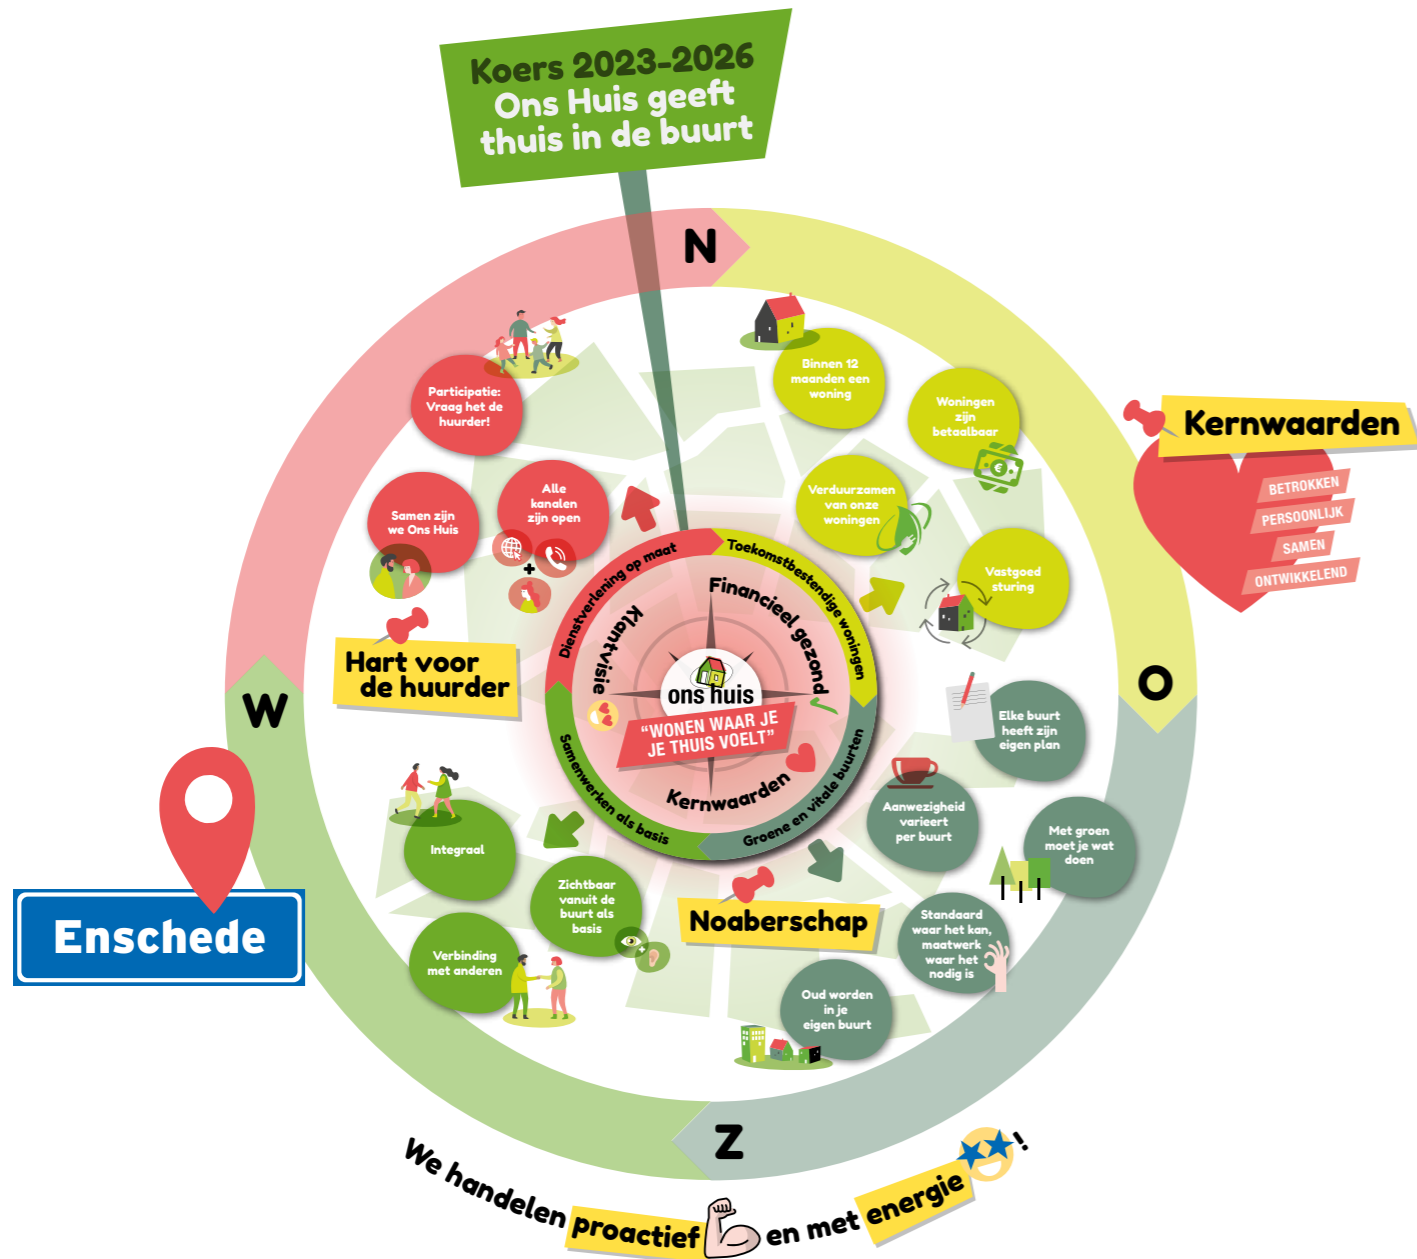 Koers 2023-2026
Ons Huis geeft
thuis in de buurt
N
Binnen 12
maanden een
woning
Woningen
zijn
betaalbaar
Verduurzamen
van onze
woningen
Vastgoed
sturing
Participatie:
Vraag het de
huurder!
Samen zijn
we Ons Huis
Alle
kanalen
zijn open
Hart voor
de huurder
Kernwaarden
BETROKKEN
PERSOONLIJK
SAMEN
ONTWIKKELEND
Dienstverlening op maat
Toekomstbestendige woningen
Groene en vitale buurten
Samenwerken als basis
Klantvisie
Financieel gezond
ons huis
“WONEN WAAR JE
JE THUIS VOELT”
Kernwaarden
W
O
Elke buurt
heeft zijn
eigen plan
Aanwezigheid
varieert
per buurt
Met groen
moet je wat
doen
Standaard
waar het kan,
maatwerk
waar het
nodig is
Oud worden
in je
eigen buurt
Noaberschap
Integraal
Zichtbaar
vanuit de
buurt als
basis
Verbinding
met anderen
Enschede
Z
We handelen proactief en met energie !